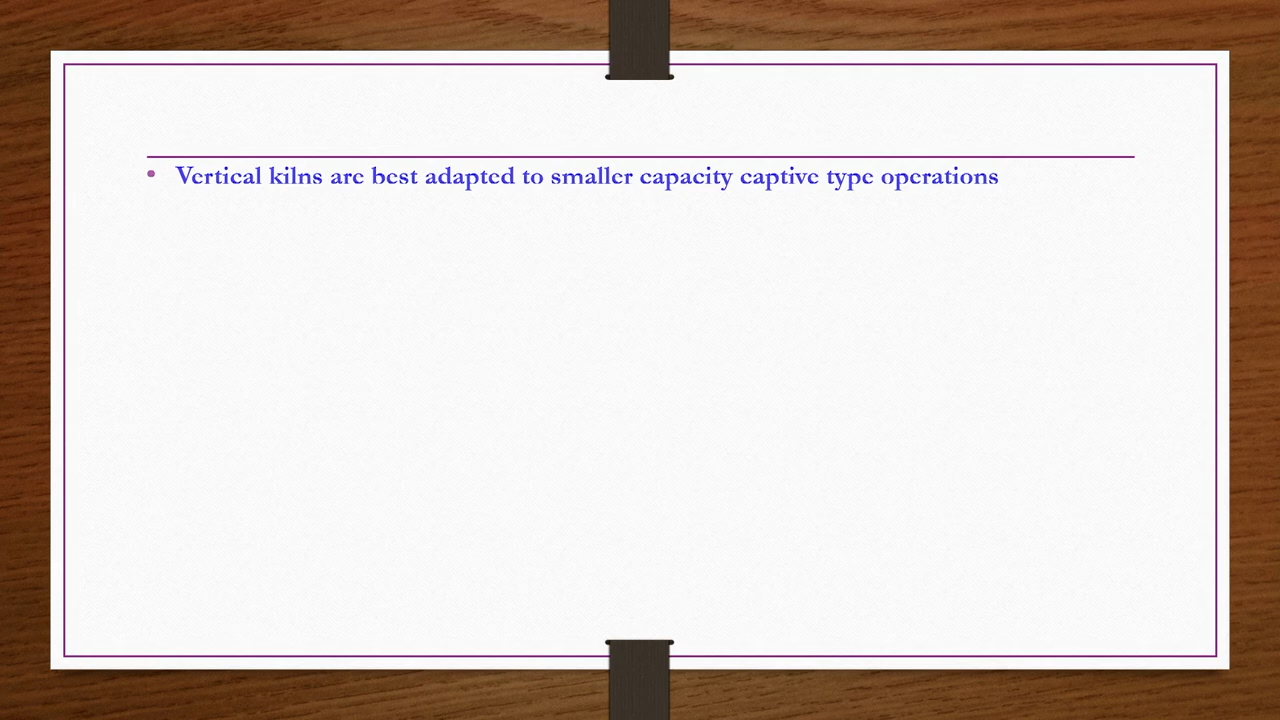 • Vertical kilns are best adapted to smaller capacity captive type operations